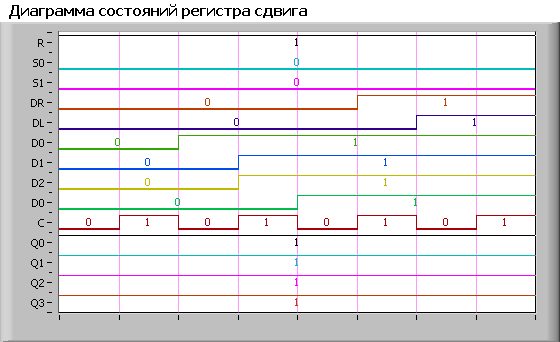 Диаграмма состояний регистра сдвига
R 1
S0 0
S1 0
DR 0 1
DL 0 1
D0 0 1
D1 0 1
D2 0 1
D0 0 1
C 0 1 0 1 0 1 0 1
Q0 1
Q1 1
Q2 1
Q3 1